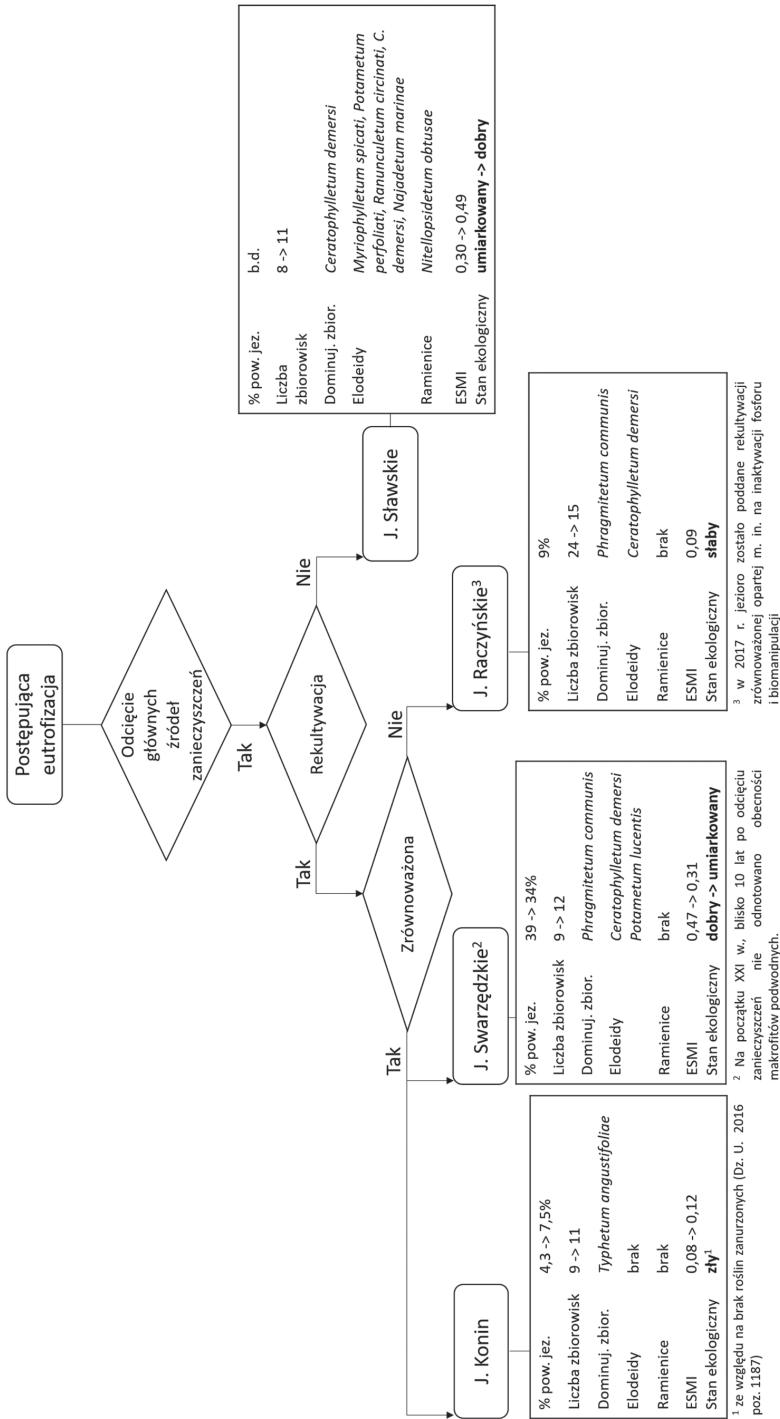 Postępująca
eutrofizacja
Odcięcie
głównych
źródeł
zanieczyszczeń
Tak
Rekultywacja
Tak
Nie
Zrównoważona
Tak
Nie
J. Konin
% pow. jez. 4,3 -> 7,5%
Liczba zbiorowisk 9 -> 11
Dominuj. zbior. Typhetum angustifoliae
Elodeidy brak
Ramienice brak
ESMI 0,08 -> 0,12
Stan ekologiczny zły¹
¹ ze względu na brak roślin zanurzonych (Dz. U. 2016
poz. 1187)
J. Swarzędzkie²
% pow. jez. 39 -> 34%
Liczba zbiorowisk 9 -> 12
Dominuj. zbior. Phragmitetum communis
Elodeidy Ceratophylletum demersi
Potametum lucentis
Ramienice brak
ESMI 0,47 -> 0,31
Stan ekologiczny dobry -> umiarkowany
² Na początku XXI w., blisko 10 lat po odcięciu
zanieczyszczeń nie odnotowano obecności
makrofitów podwodnych.
J. Raczyńskie³
% pow. jez. 9%
Liczba zbiorowisk 24 -> 15
Dominuj. zbior. Phragmitetum communis
Elodeidy Ceratophylletum demersi
Ramienice brak
ESMI 0,09
Stan ekologiczny słaby
³ w 2017 r. jezioro zostało poddane rekultywacji
zrównoważonej opartej m. in. na inaktywacji fosforu
i biomanipulacji
J. Sławskie
% pow. jez. b.d.
Liczba 8 -> 11
zbiorowisk
Dominuj. zbior. Ceratophylletum demersi
Elodeidy Myriophylletum spicati, Potametum
perfoliati, Ranunculetum circinati, C.
demersi, Najadetum marinae
Ramienice Nitellopsidetum obtusae
ESMI 0,30 -> 0,49
Stan ekologiczny umiarkowany -> dobry